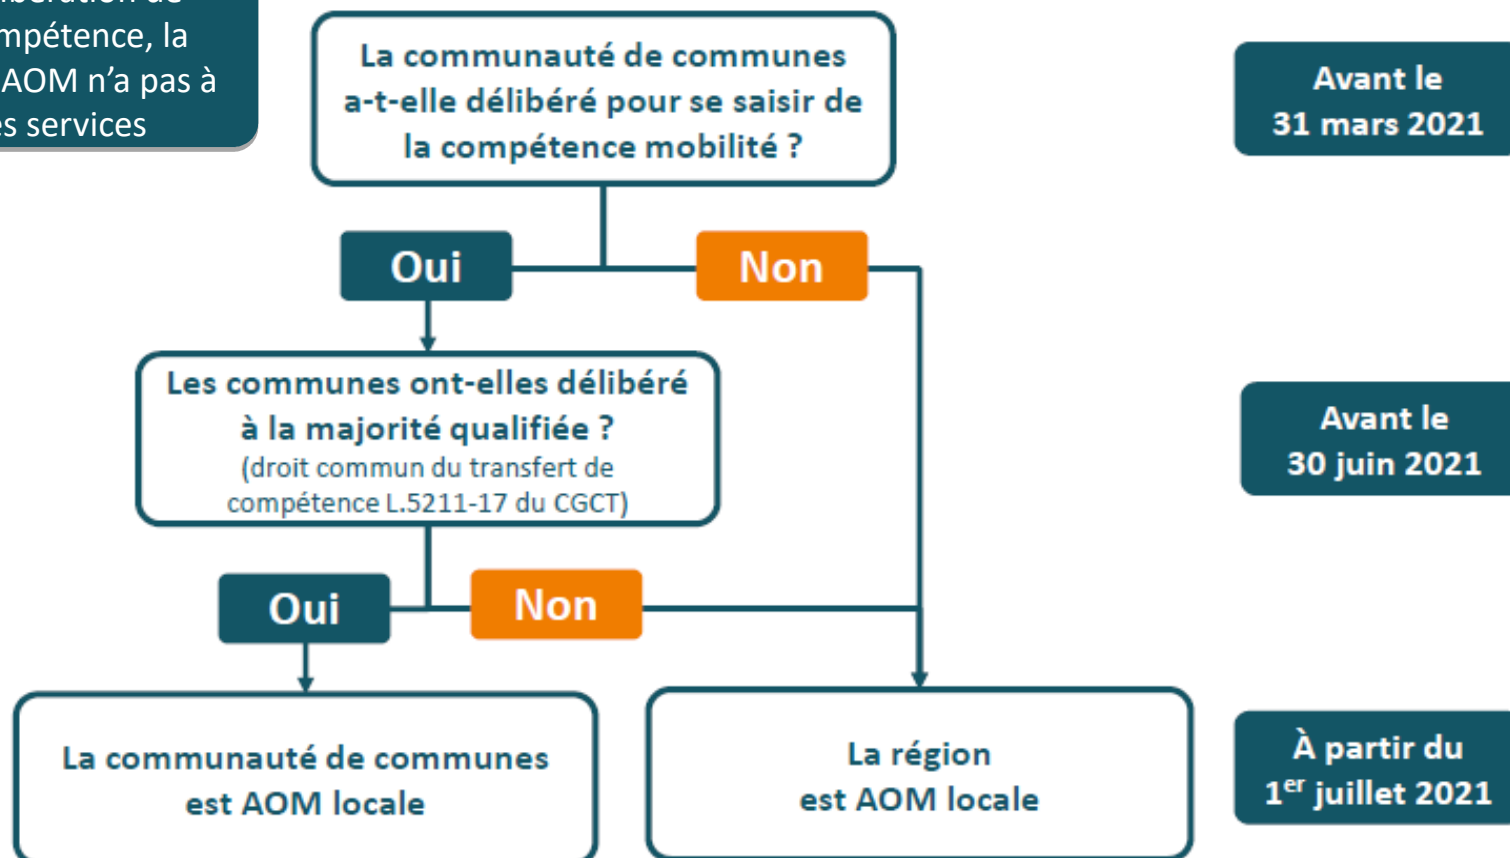 mpétence, la
AOM n'a pas à
es services
La communauté de communes
a-t-elle délibéré pour se saisir de
la compétence mobilité ?
Avant le
31 mars 2021
Oui
Non
Les communes ont-elles délibéré
à la majorité qualifiée ?
(droit commun du transfert de
compétence L.5211-17 du CGCT)
Avant le
30 juin 2021
Oui
Non
La communauté de communes
est AOM locale
La région
est AOM locale
À partir du
1er juillet 2021